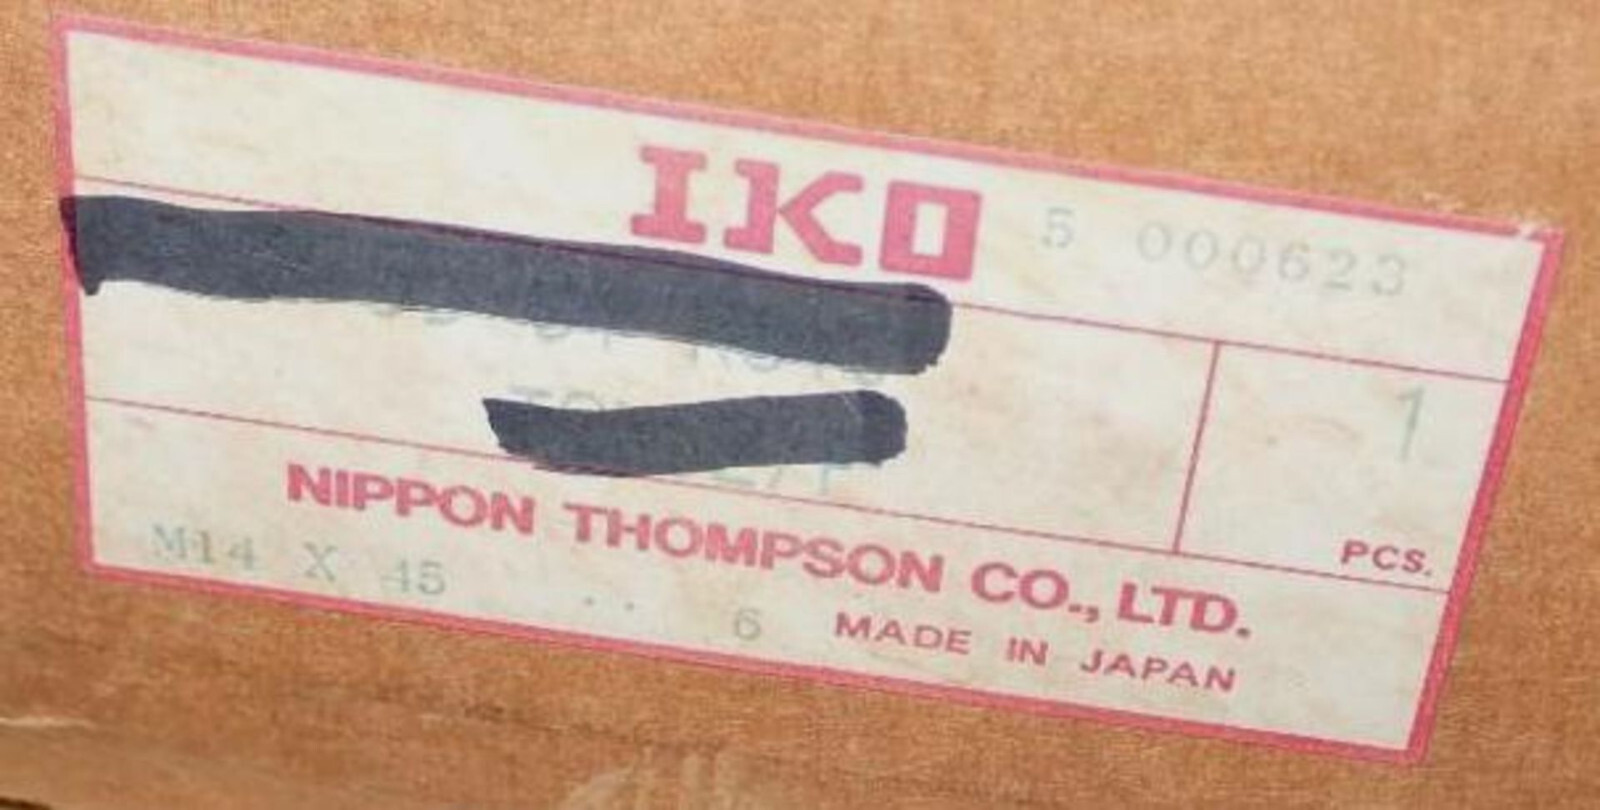 IKO 5 000623
1
PCS.
NIPPON THOMPSON CO., LTD.
M14 X 45 .. 6 MADE IN JAPAN